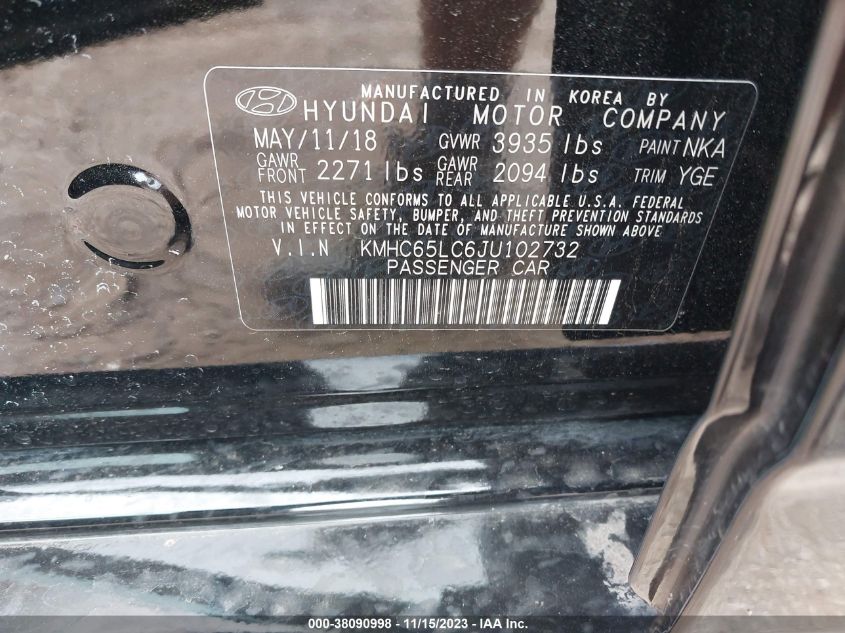 MANUFACTURED IN KOREA BY
HYUNDAI MOTOR COMPANY
MAY/11/18 GVWR 3935 lbs PAINT NKA
GAWR FRONT 2271 lbs GAWR REAR 2094 lbs TRIM YGE
THIS VEHICLE CONFORMS TO ALL APPLICABLE U.S.A. FEDERAL
MOTOR VEHICLE SAFETY, BUMPER, AND THEFT PREVENTION STANDARDS
IN EFFECT ON THE DATE OF MANUFACTURE SHOWN ABOVE
V.I.N KMHC65LC6JU102732
PASSENGER CAR
000-38090998 - 11/15/2023 - IAA Inc.